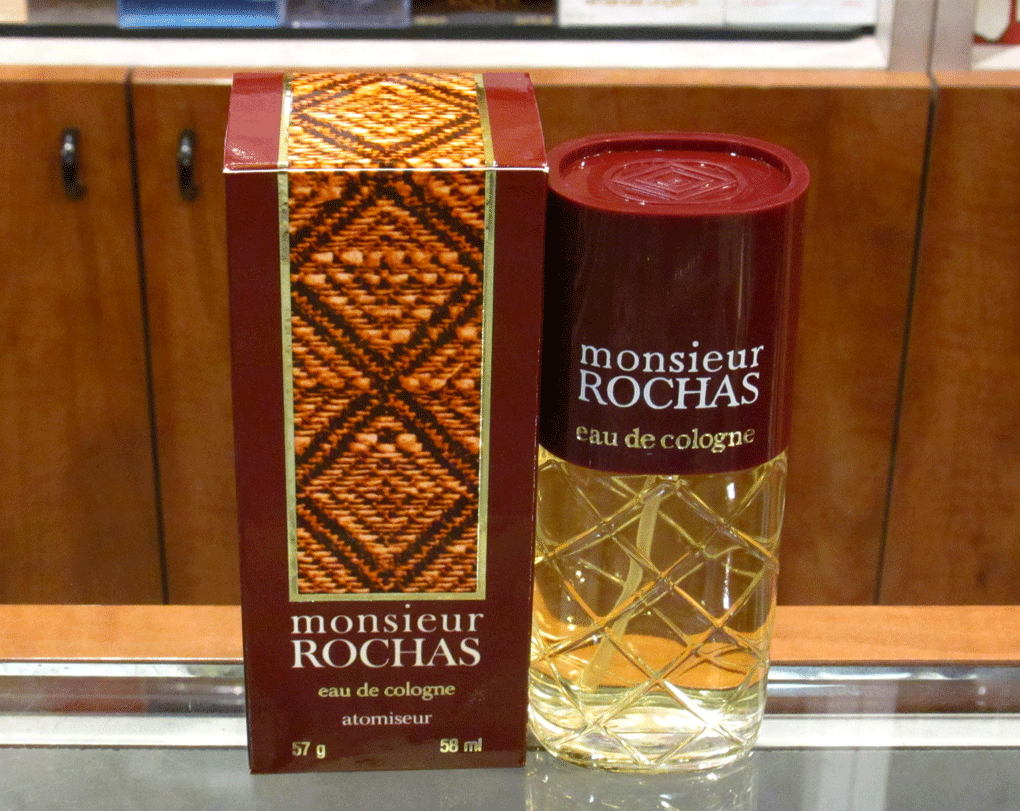 monsieur
ROCHAS
eau de cologne
atomiseur
57 g 58 ml
monsieur
ROCHAS
eau de cologne